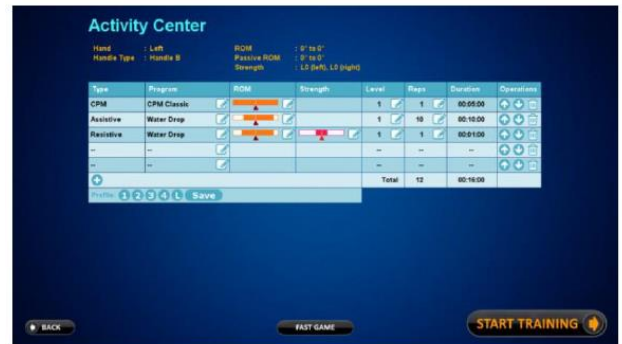 Activity Center
Hand : Left
Handle Type : Handle B
ROM : 0° to 0°
Passive ROM : 0° to 0°
Strength : L0 (left), L0 (right)
Type Program ROM Strength Level Reps Duration Operations
CPM CPM Classic 1 1 00:05:00
Assistive Water Drop 1 10 00:10:00
Resistive Water Drop 1 1 00:01:00
-- -- -- -- --
-- -- -- -- --
Total 12 00:16:00
Profile: 1 2 3 4 L Save
BACK
FAST GAME
START TRAINING